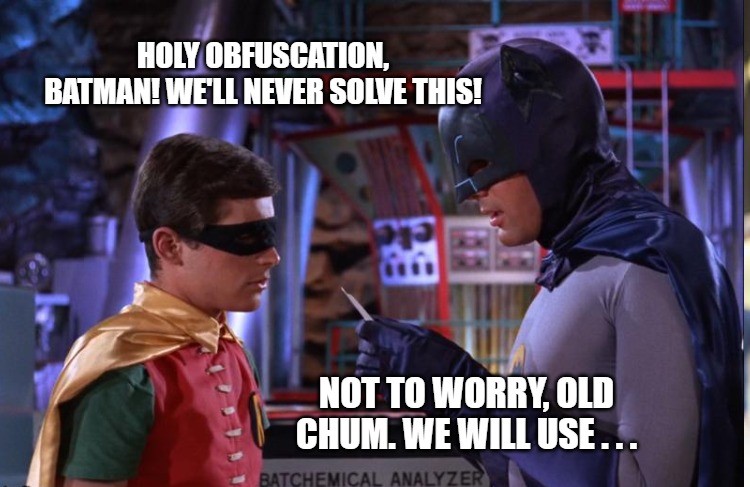 HOLY OBFUSCATION,
BATMAN! WE'LL NEVER SOLVE THIS!
NOT TO WORRY, OLD
CHUM. WE WILL USE . . .
BATCHEMICAL ANALYZER